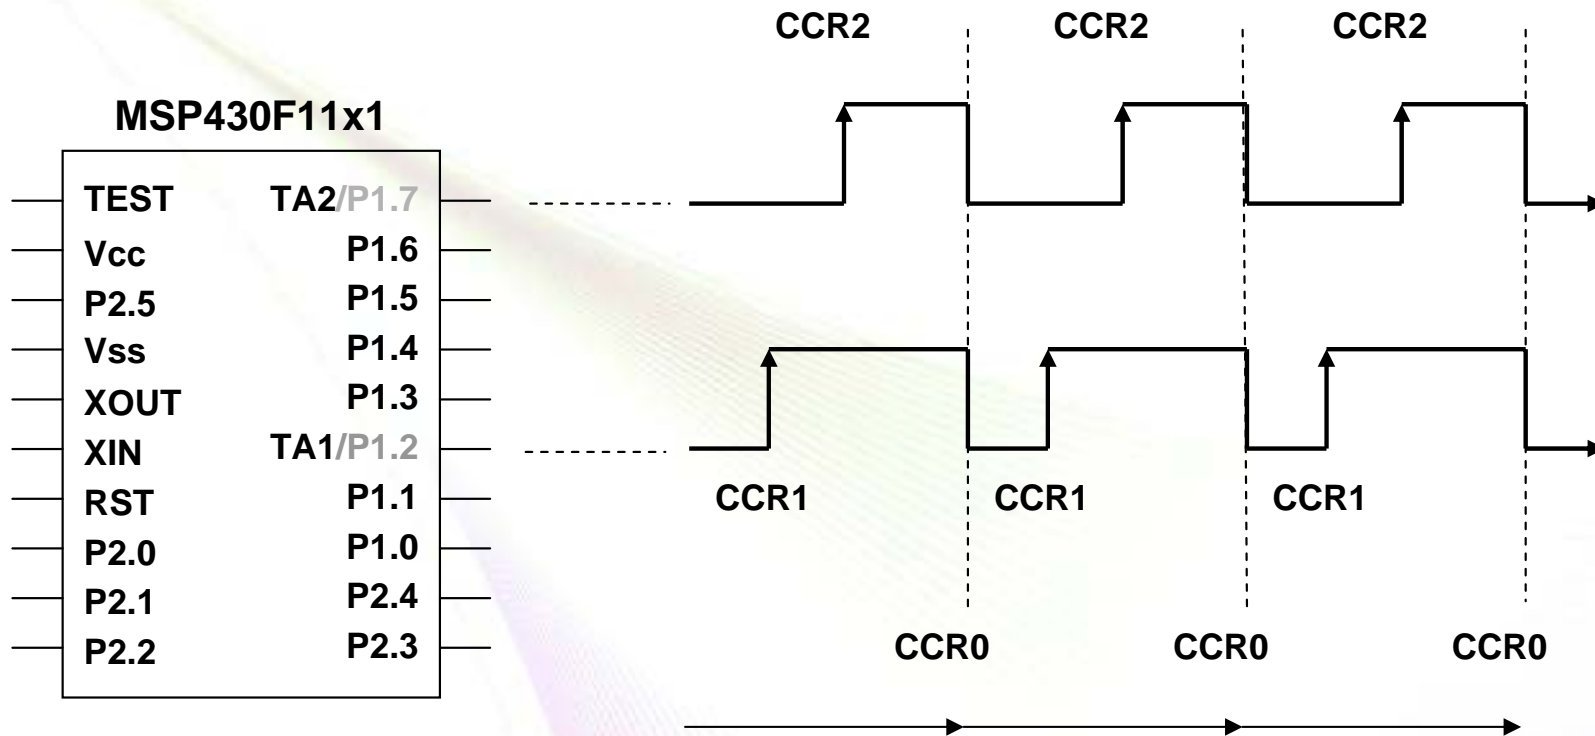 CCR2 CCR2 CCR2
MSP430F11x1
TEST TA2/P1.7
Vcc P1.6
P2.5 P1.5
Vss P1.4
XOUT P1.3
XIN TA1/P1.2
RST P1.1
CCR1 CCR1 CCR1
P2.0 P1.0
P2.1 P2.4
P2.2 P2.3
CCR0 CCR0 CCR0